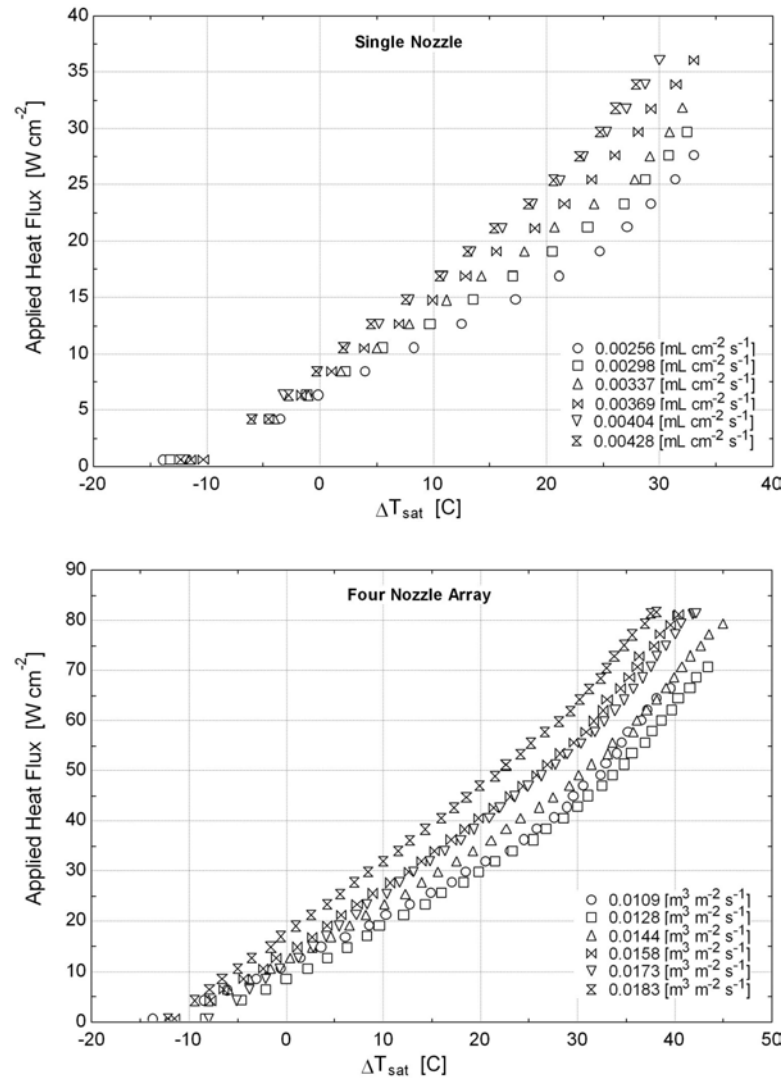 Single Nozzle
Applied Heat Flux [W cm-2]
40
35
30
25
20
15
10
5
0
○ 0.00256 [mL cm-2 s-1]
□ 0.00298 [mL cm-2 s-1]
△ 0.00337 [mL cm-2 s-1]
⋈ 0.00369 [mL cm-2 s-1]
▽ 0.00404 [mL cm-2 s-1]
⧖ 0.00428 [mL cm-2 s-1]
-20 -10 0 10 20 30 40
ΔTsat [C]
Four Nozzle Array
Applied Heat Flux [W cm-2]
90
80
70
60
50
40
30
20
10
0
○ 0.0109 [m3 m-2 s-1]
□ 0.0128 [m3 m-2 s-1]
△ 0.0144 [m3 m-2 s-1]
⋈ 0.0158 [m3 m-2 s-1]
▽ 0.0173 [m3 m-2 s-1]
⧖ 0.0183 [m3 m-2 s-1]
-20 -10 0 10 20 30 40 50
ΔTsat [C]